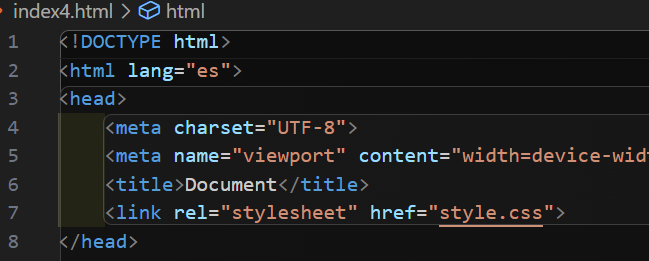 index4.html > html
1 <!DOCTYPE html>
2 <html lang="es">
3 <head>
4 <meta charset="UTF-8">
5 <meta name="viewport" content="width=device-widt
6 <title>Document</title>
7 <link rel="stylesheet" href="style.css">
8 </head>